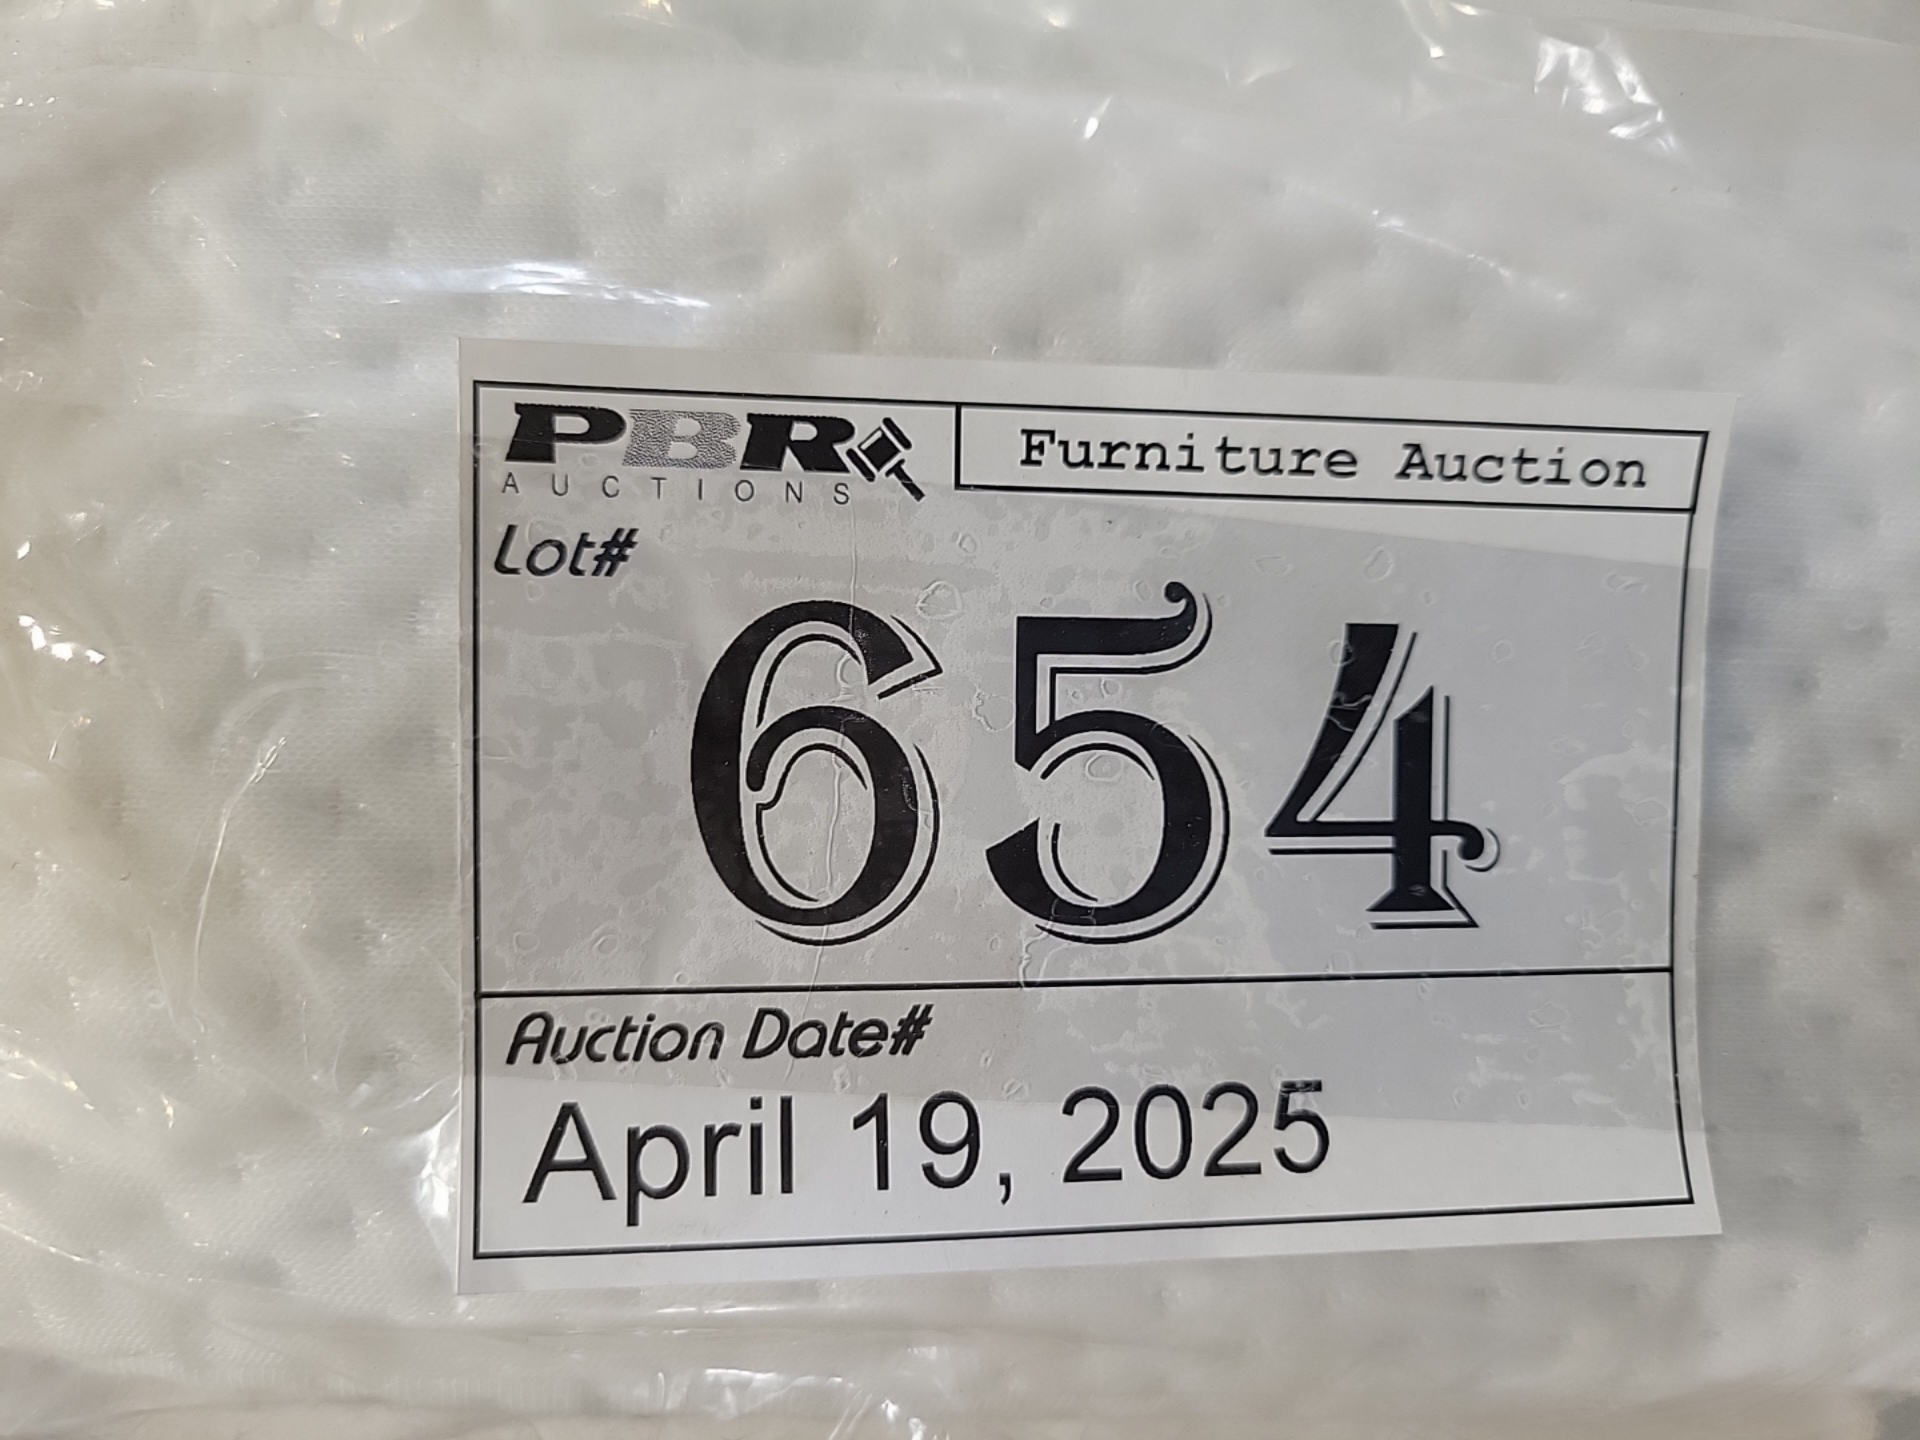 PBR
AUCTIONS
Furniture Auction
Lot#
654
Auction Date#
April 19, 2025